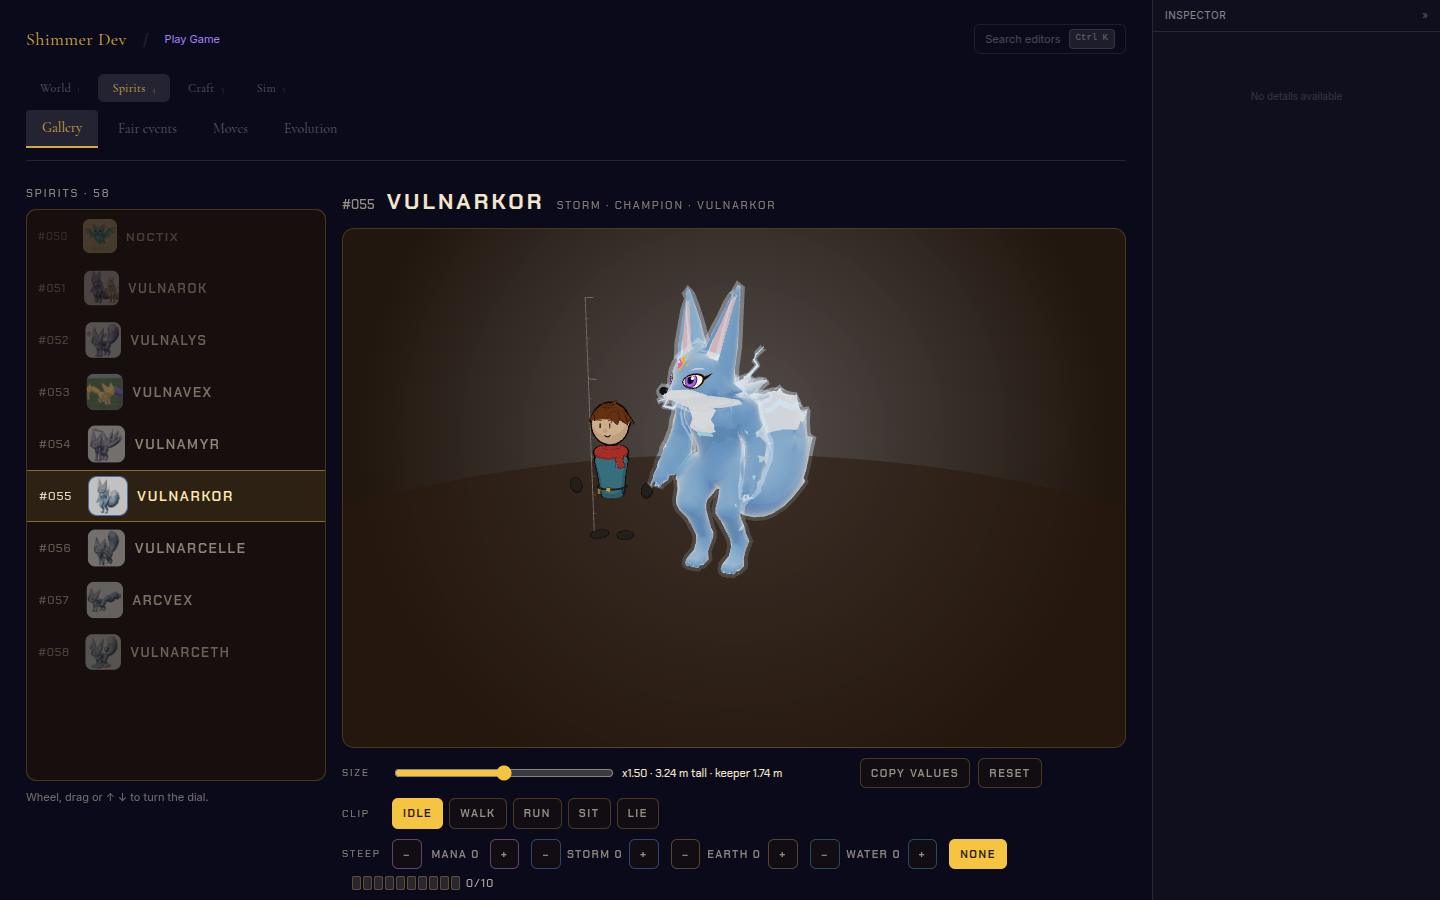 Shimmer Dev / Play Game
Search editors Ctrl K
World
Spirits
Craft
Sim
Gallery
Fair events
Moves
Evolution
SPIRITS · 58
#050 NOCTIX
#051 VULNAROK
#052 VULNALYS
#053 VULNAVEX
#054 VULNAMYR
#055 VULNARKOR
#056 VULNARCELLE
#057 ARCVEX
#058 VULNARCETH
Wheel, drag or ↑ ↓ to turn the dial.
#055 VULNARKOR STORM · CHAMPION · VULNARKOR
SIZE x1.50 · 3.24 m tall · keeper 1.74 m COPY VALUES RESET
CLIP IDLE WALK RUN SIT LIE
STEEP − MANA 0 + − STORM 0 + − EARTH 0 + − WATER 0 + NONE
0/10
INSPECTOR »
No details available